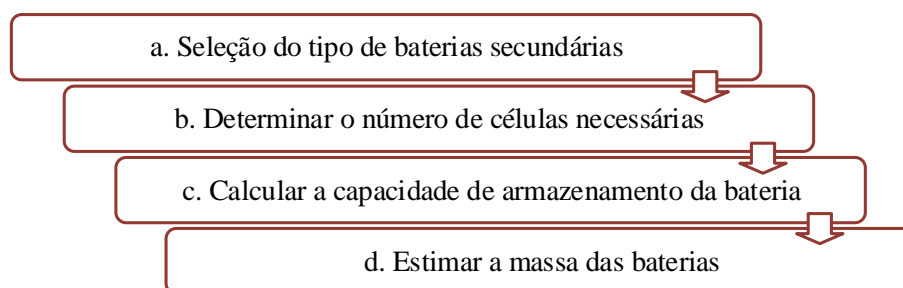 a. Seleção do tipo de baterias secundárias
b. Determinar o número de células necessárias
c. Calcular a capacidade de armazenamento da bateria
d. Estimar a massa das baterias